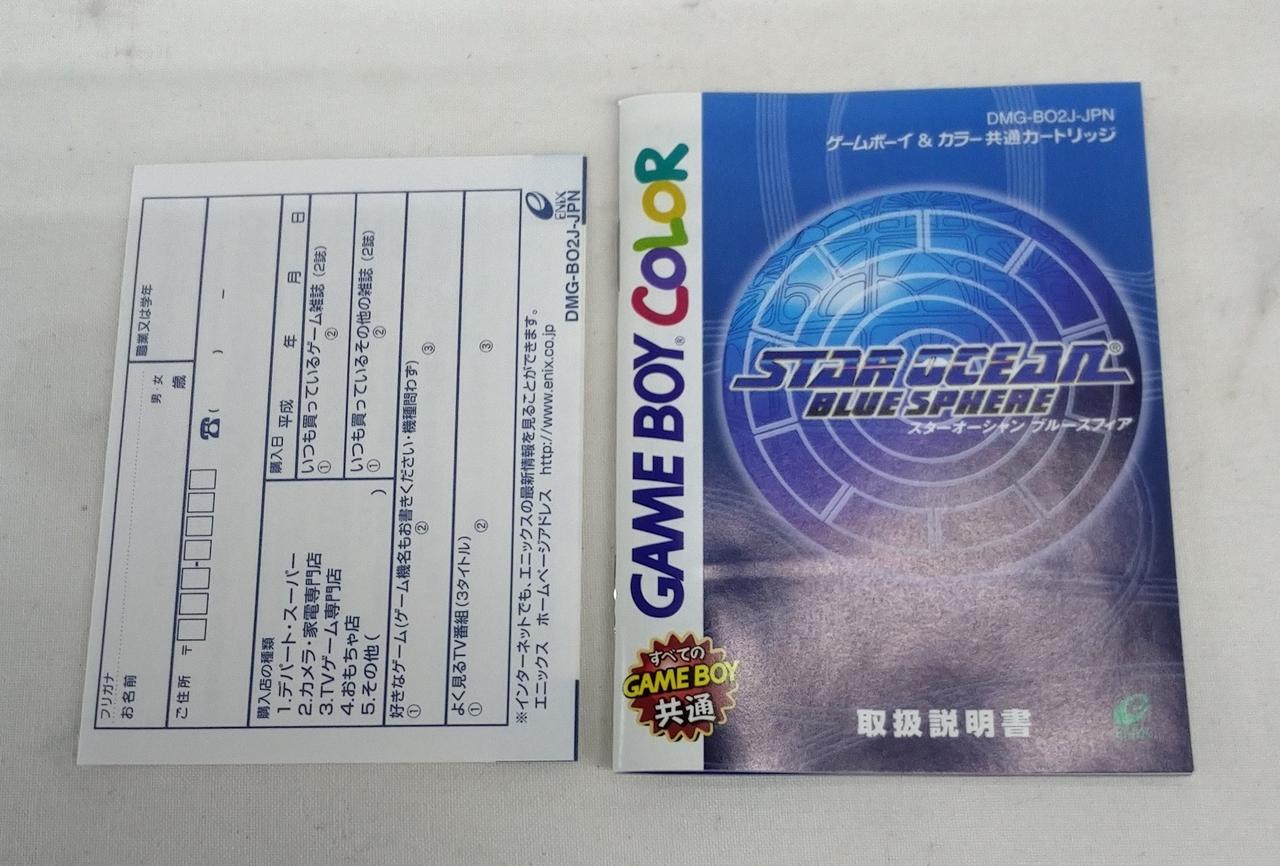 フリガナ
お名前
男・女
歳
職業又は学年
ご住所
〒
-
☎( ) －
購入店の種類
1.デパート・スーパー
2.カメラ・家電専門店
3.TVゲーム専門店
4.おもちゃ店
5.その他( )
購入日 平成 年 月 日
いつも買っているゲーム雑誌(2誌)
① ②
いつも買っているその他の雑誌(2誌)
① ②
好きなゲーム(ゲーム機名もお書きください・機種問わず)
① ② ③
よく見るTV番組(3タイトル)
① ② ③
※インターネットでも、エニックスの最新情報を見ることができます。
エニックス ホームページアドレス http://www.enix.co.jp
ENIX
DMG-BO2J-JPN
GAME BOY® COLOR
すべての
GAME BOY
共通
DMG-BO2J-JPN
ゲームボーイ & カラー共通カートリッジ
STAR OCEAN®
BLUE SPHERE
スターオーシャン ブルースフィア
取扱説明書
ENIX